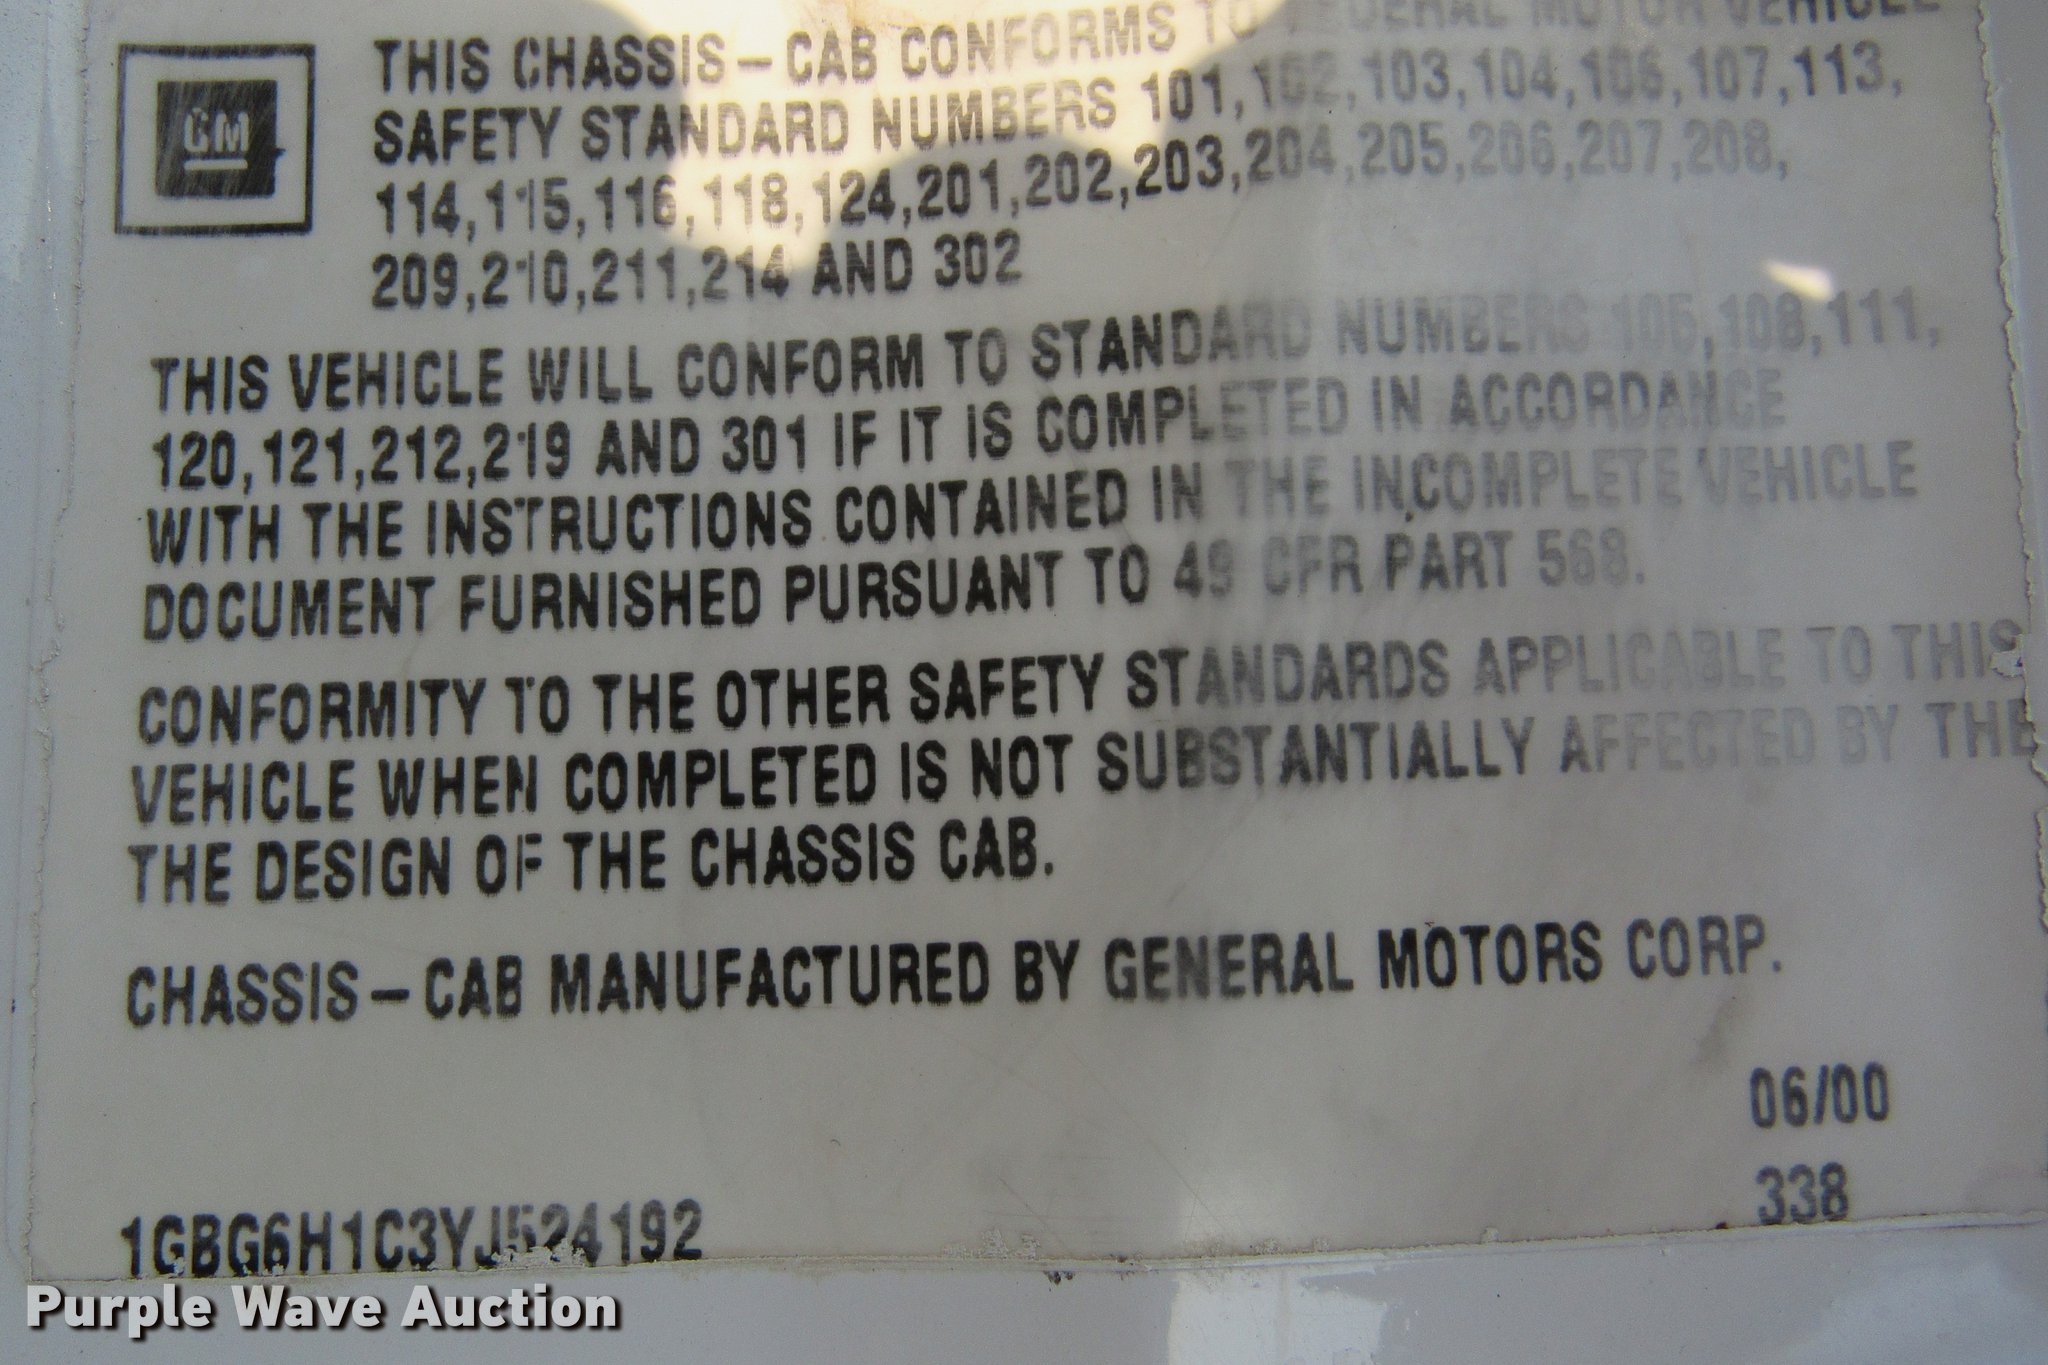 GM
THIS CHASSIS-CAB CONFORMS TO FEDERAL MOTOR VEHICLE
SAFETY STANDARD NUMBERS 101,102,103,104,106,107,113,
114,115,116,118,124,201,202,203,204,205,206,207,208,
209,210,211,214 AND 302
THIS VEHICLE WILL CONFORM TO STANDARD NUMBERS 105,108,111,
120,121,212,219 AND 301 IF IT IS COMPLETED IN ACCORDANCE
WITH THE INSTRUCTIONS CONTAINED IN THE INCOMPLETE VEHICLE
DOCUMENT FURNISHED PURSUANT TO 49 CFR PART 568.
CONFORMITY TO THE OTHER SAFETY STANDARDS APPLICABLE TO THIS
VEHICLE WHEN COMPLETED IS NOT SUBSTANTIALLY AFFECTED BY THE
THE DESIGN OF THE CHASSIS CAB.
CHASSIS-CAB MANUFACTURED BY GENERAL MOTORS CORP.
06/00
338
1GBG6H1C3YJ524192
Purple Wave Auction